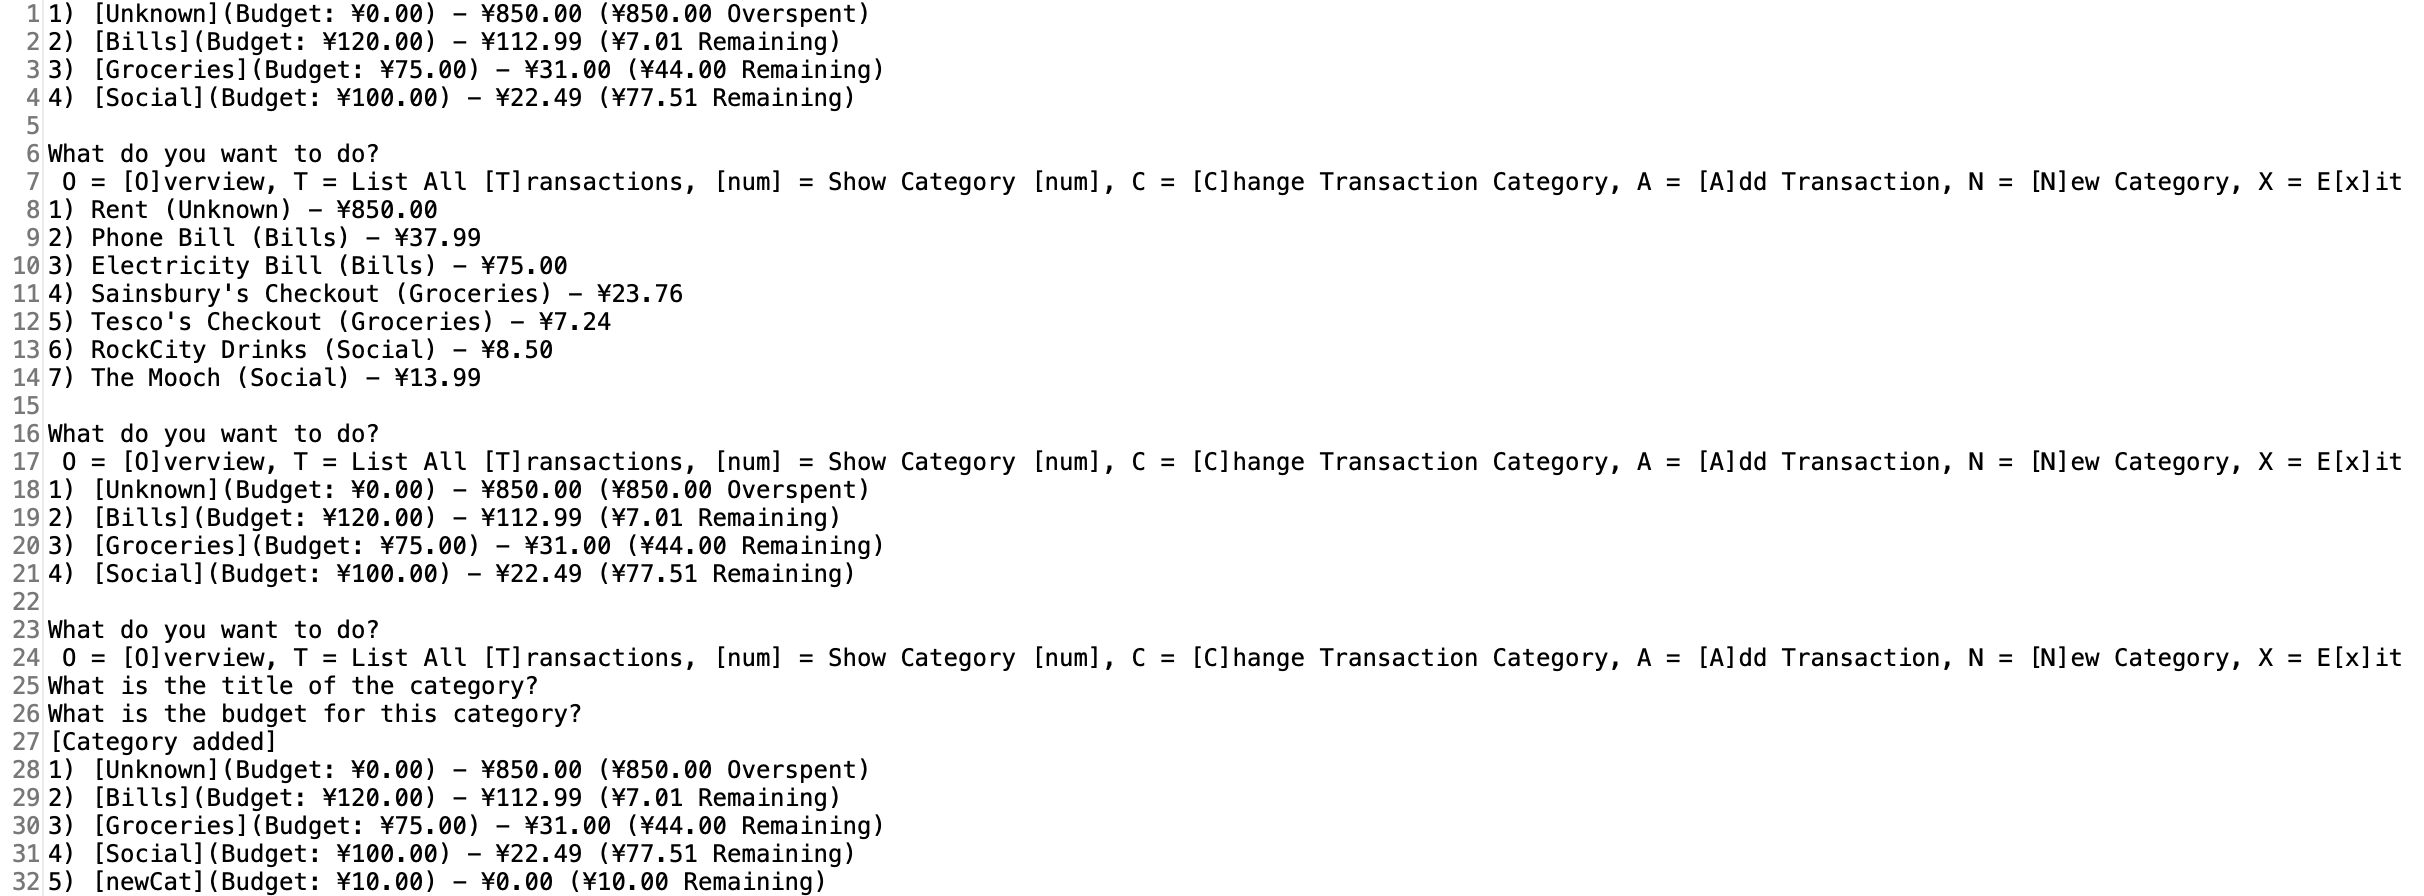 1 1) [Unknown](Budget: ¥0.00) – ¥850.00 (¥850.00 Overspent)
2 2) [Bills](Budget: ¥120.00) – ¥112.99 (¥7.01 Remaining)
3 3) [Groceries](Budget: ¥75.00) – ¥31.00 (¥44.00 Remaining)
4 4) [Social](Budget: ¥100.00) – ¥22.49 (¥77.51 Remaining)
5
6 What do you want to do?
7  O = [O]verview, T = List All [T]ransactions, [num] = Show Category [num], C = [C]hange Transaction Category, A = [A]dd Transaction, N = [N]ew Category, X = E[x]it
8 1) Rent (Unknown) – ¥850.00
9 2) Phone Bill (Bills) – ¥37.99
10 3) Electricity Bill (Bills) – ¥75.00
11 4) Sainsbury's Checkout (Groceries) – ¥23.76
12 5) Tesco's Checkout (Groceries) – ¥7.24
13 6) RockCity Drinks (Social) – ¥8.50
14 7) The Mooch (Social) – ¥13.99
15
16 What do you want to do?
17  O = [O]verview, T = List All [T]ransactions, [num] = Show Category [num], C = [C]hange Transaction Category, A = [A]dd Transaction, N = [N]ew Category, X = E[x]it
18 1) [Unknown](Budget: ¥0.00) – ¥850.00 (¥850.00 Overspent)
19 2) [Bills](Budget: ¥120.00) – ¥112.99 (¥7.01 Remaining)
20 3) [Groceries](Budget: ¥75.00) – ¥31.00 (¥44.00 Remaining)
21 4) [Social](Budget: ¥100.00) – ¥22.49 (¥77.51 Remaining)
22
23 What do you want to do?
24  O = [O]verview, T = List All [T]ransactions, [num] = Show Category [num], C = [C]hange Transaction Category, A = [A]dd Transaction, N = [N]ew Category, X = E[x]it
25 What is the title of the category?
26 What is the budget for this category?
27 [Category added]
28 1) [Unknown](Budget: ¥0.00) – ¥850.00 (¥850.00 Overspent)
29 2) [Bills](Budget: ¥120.00) – ¥112.99 (¥7.01 Remaining)
30 3) [Groceries](Budget: ¥75.00) – ¥31.00 (¥44.00 Remaining)
31 4) [Social](Budget: ¥100.00) – ¥22.49 (¥77.51 Remaining)
32 5) [newCat](Budget: ¥10.00) – ¥0.00 (¥10.00 Remaining)